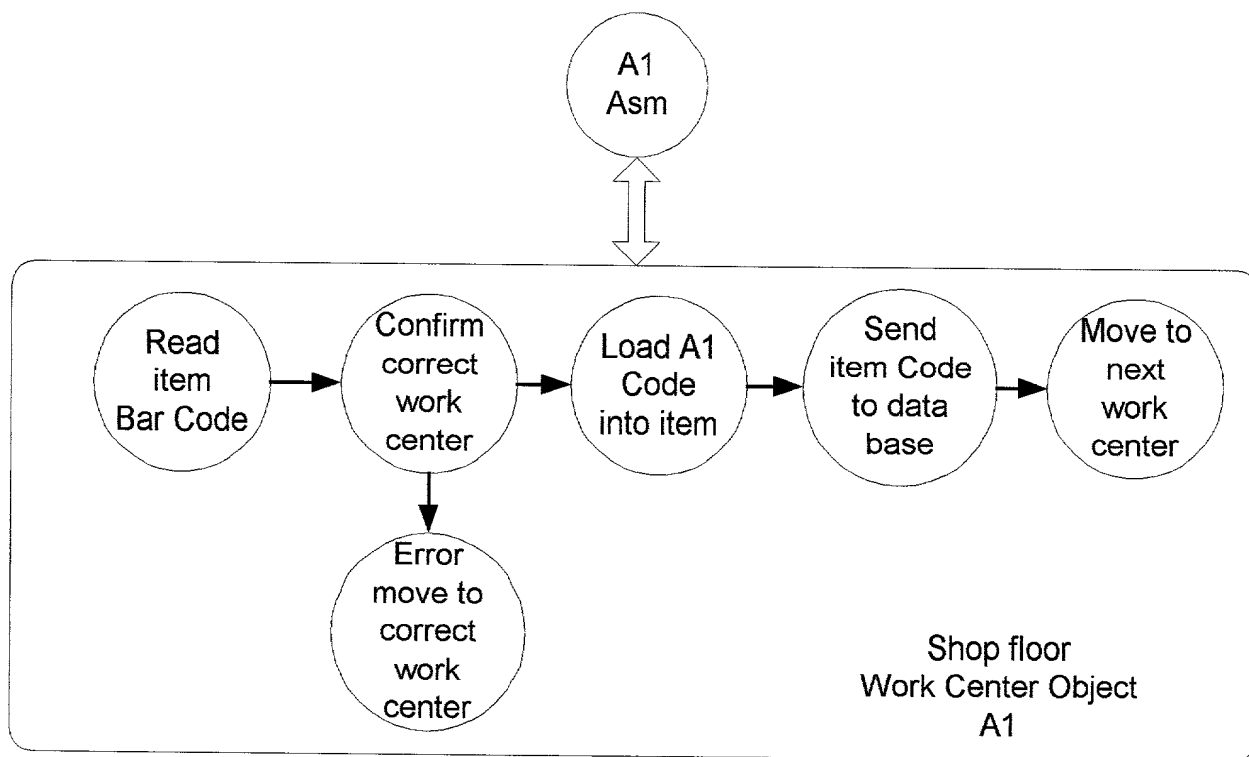 A1
Asm
Read
item
Bar Code
Confirm
correct
work
center
Load A1
Code
into item
Send
item Code
to data
base
Move to
next
work
center
Error
move to
correct
work
center
Shop floor
Work Center Object
A1